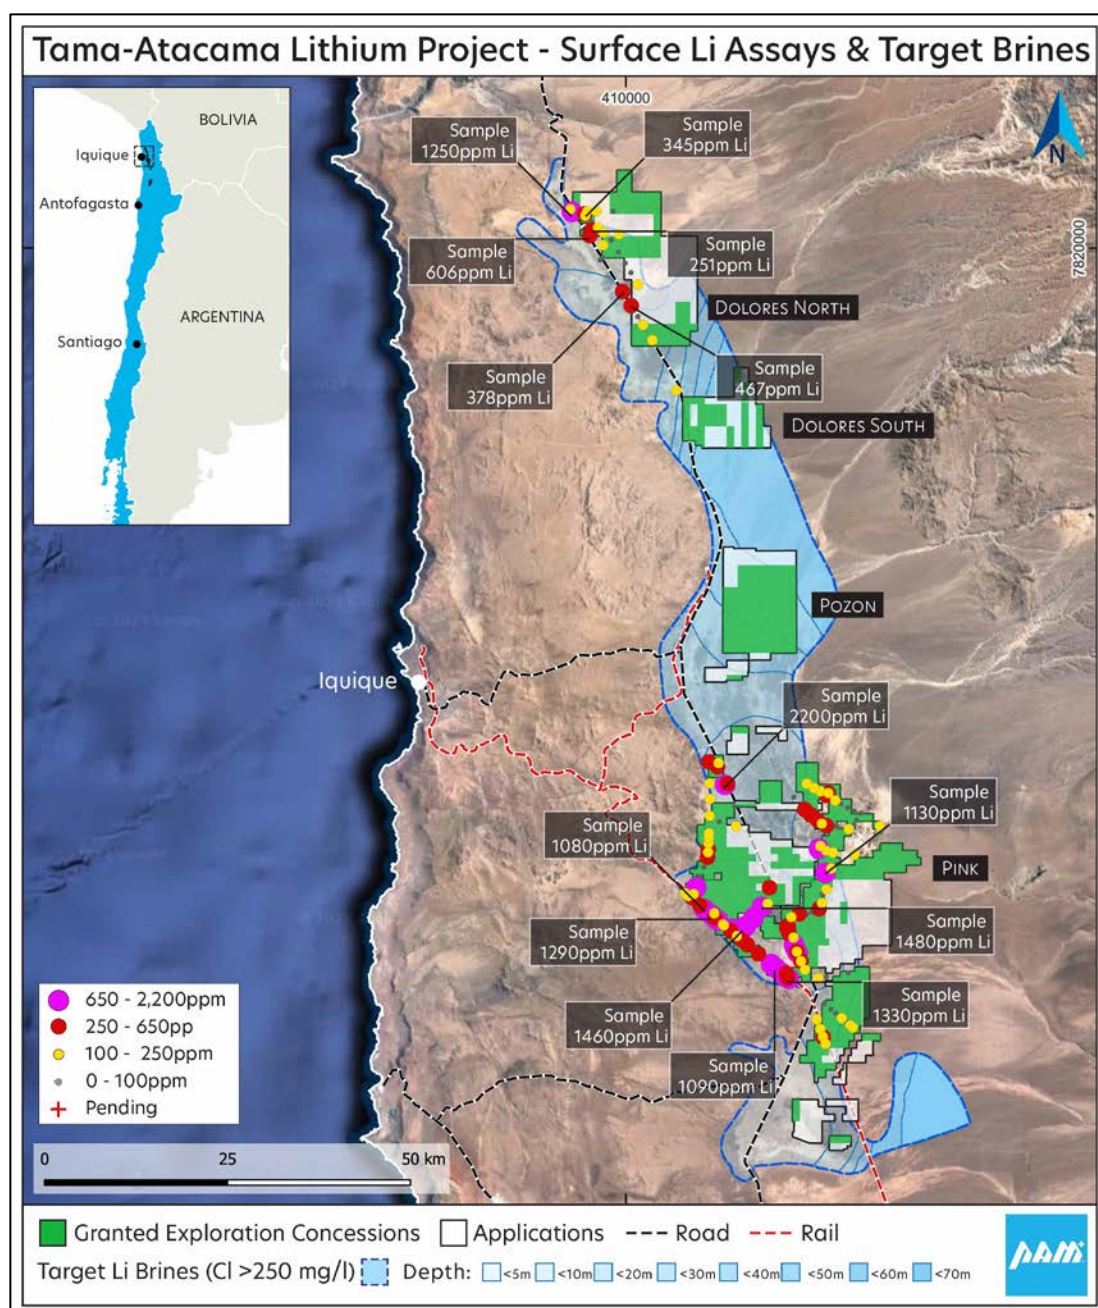 Tama-Atacama Lithium Project - Surface Li Assays & Target Brines
410000
7820000
N
BOLIVIA
Iquique
Antofagasta
ARGENTINA
Santiago
Sample
1250ppm Li
Sample
345ppm Li
Sample
606ppm Li
Sample
251ppm Li
DOLORES NORTH
Sample
378ppm Li
Sample
467ppm Li
DOLORES SOUTH
POZON
Iquique
Sample
2200ppm Li
Sample
1130ppm Li
Sample
1080ppm Li
PINK
Sample
1290ppm Li
Sample
1480ppm Li
Sample
1460ppm Li
Sample
1330ppm Li
Sample
1090ppm Li
650 - 2,200ppm
250 - 650pp
100 - 250ppm
0 - 100ppm
Pending
0 25 50 km
Granted Exploration Concessions Applications Road Rail
Target Li Brines (Cl >250 mg/l) Depth: <5m <10m <20m <30m <40m <50m <60m <70m
PAM